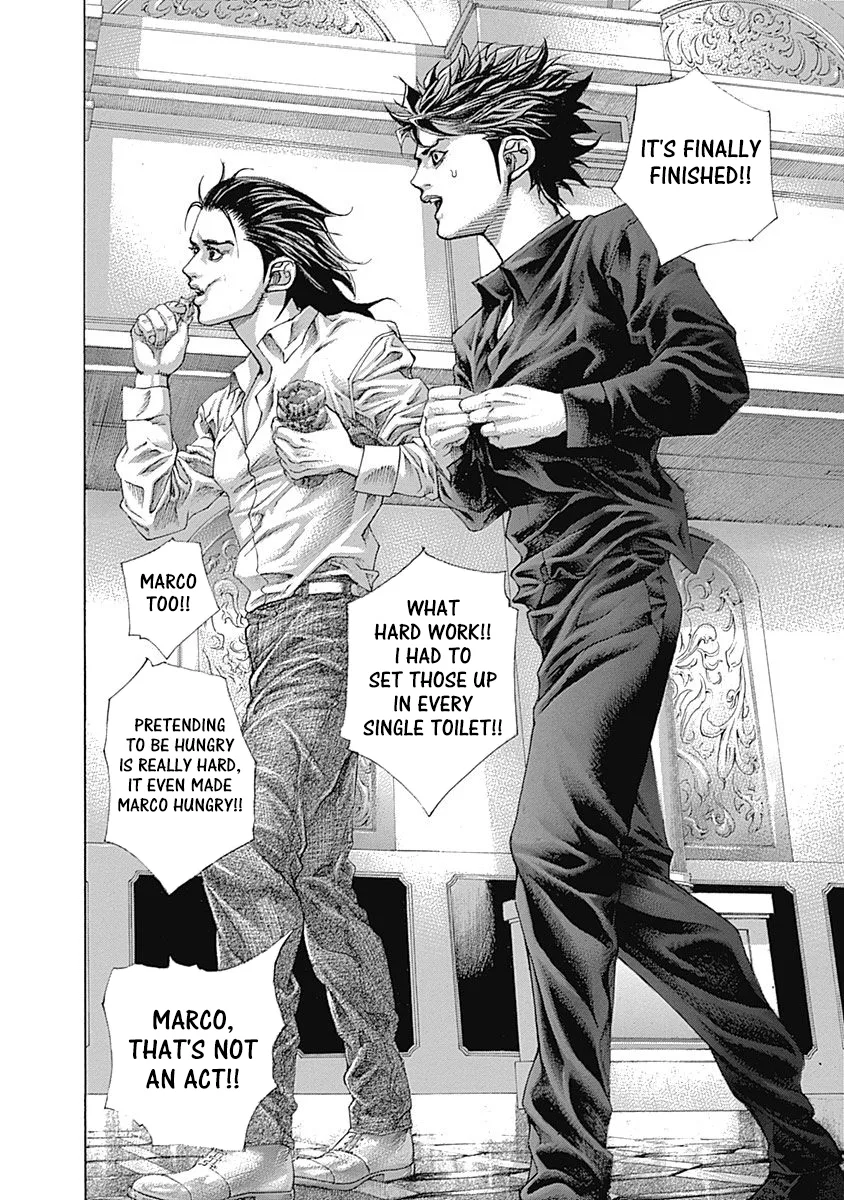 IT'S FINALLY
FINISHED!!
WHAT
HARD WORK!!
I HAD TO
SET THOSE UP
IN EVERY
SINGLE TOILET!!
MARCO
TOO!!
PRETENDING
TO BE HUNGRY
IS REALLY HARD,
IT EVEN MADE
MARCO HUNGRY!!
MARCO,
THAT'S NOT
AN ACT!!